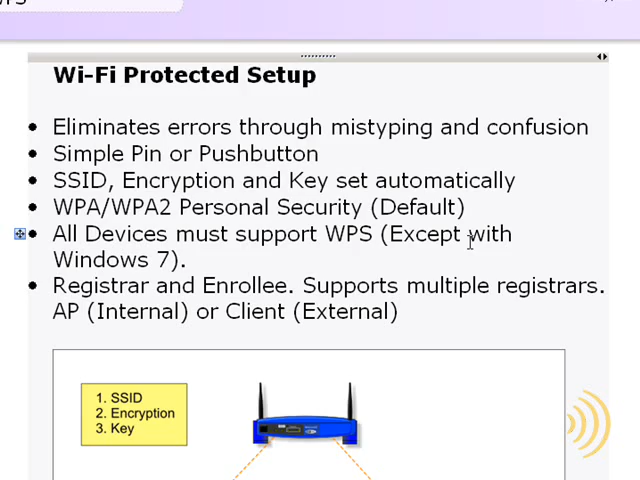 Wi-Fi Protected Setup
Eliminates errors through mistyping and confusion
Simple Pin or Pushbutton
SSID, Encryption and Key set automatically
WPA/WPA2 Personal Security (Default)
All Devices must support WPS (Except with
Windows 7).
Registrar and Enrollee. Supports multiple registrars.
AP (Internal) or Client (External)
1. SSID
2. Encryption
3. Key